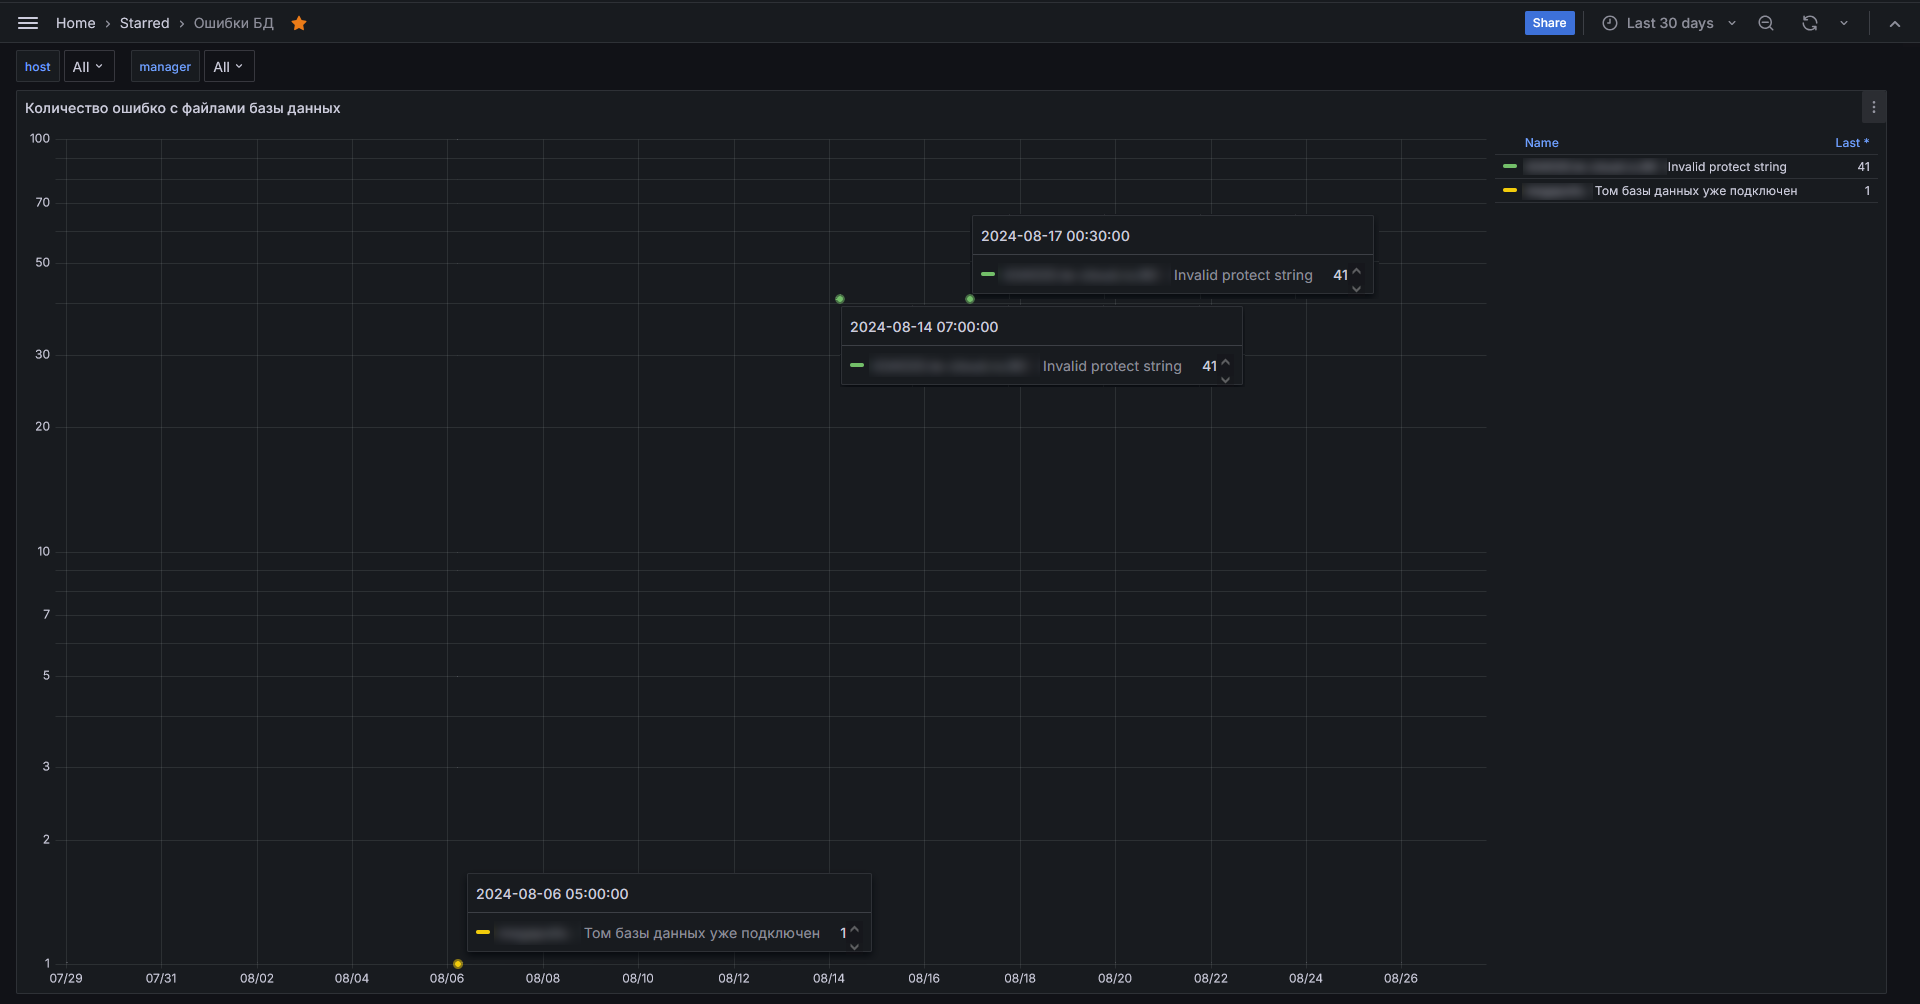 Home › Starred › Ошибки БД
Share
Last 30 days
host All manager All
Количество ошибко с файлами базы данных
Name Last *
Invalid protect string 41
Том базы данных уже подключен 1
100
70
50
30
20
10
7
5
3
2
1
2024-08-17 00:30:00
Invalid protect string 41
2024-08-14 07:00:00
Invalid protect string 41
2024-08-06 05:00:00
Том базы данных уже подключен 1
07/29 07/31 08/02 08/04 08/06 08/08 08/10 08/12 08/14 08/16 08/18 08/20 08/22 08/24 08/26